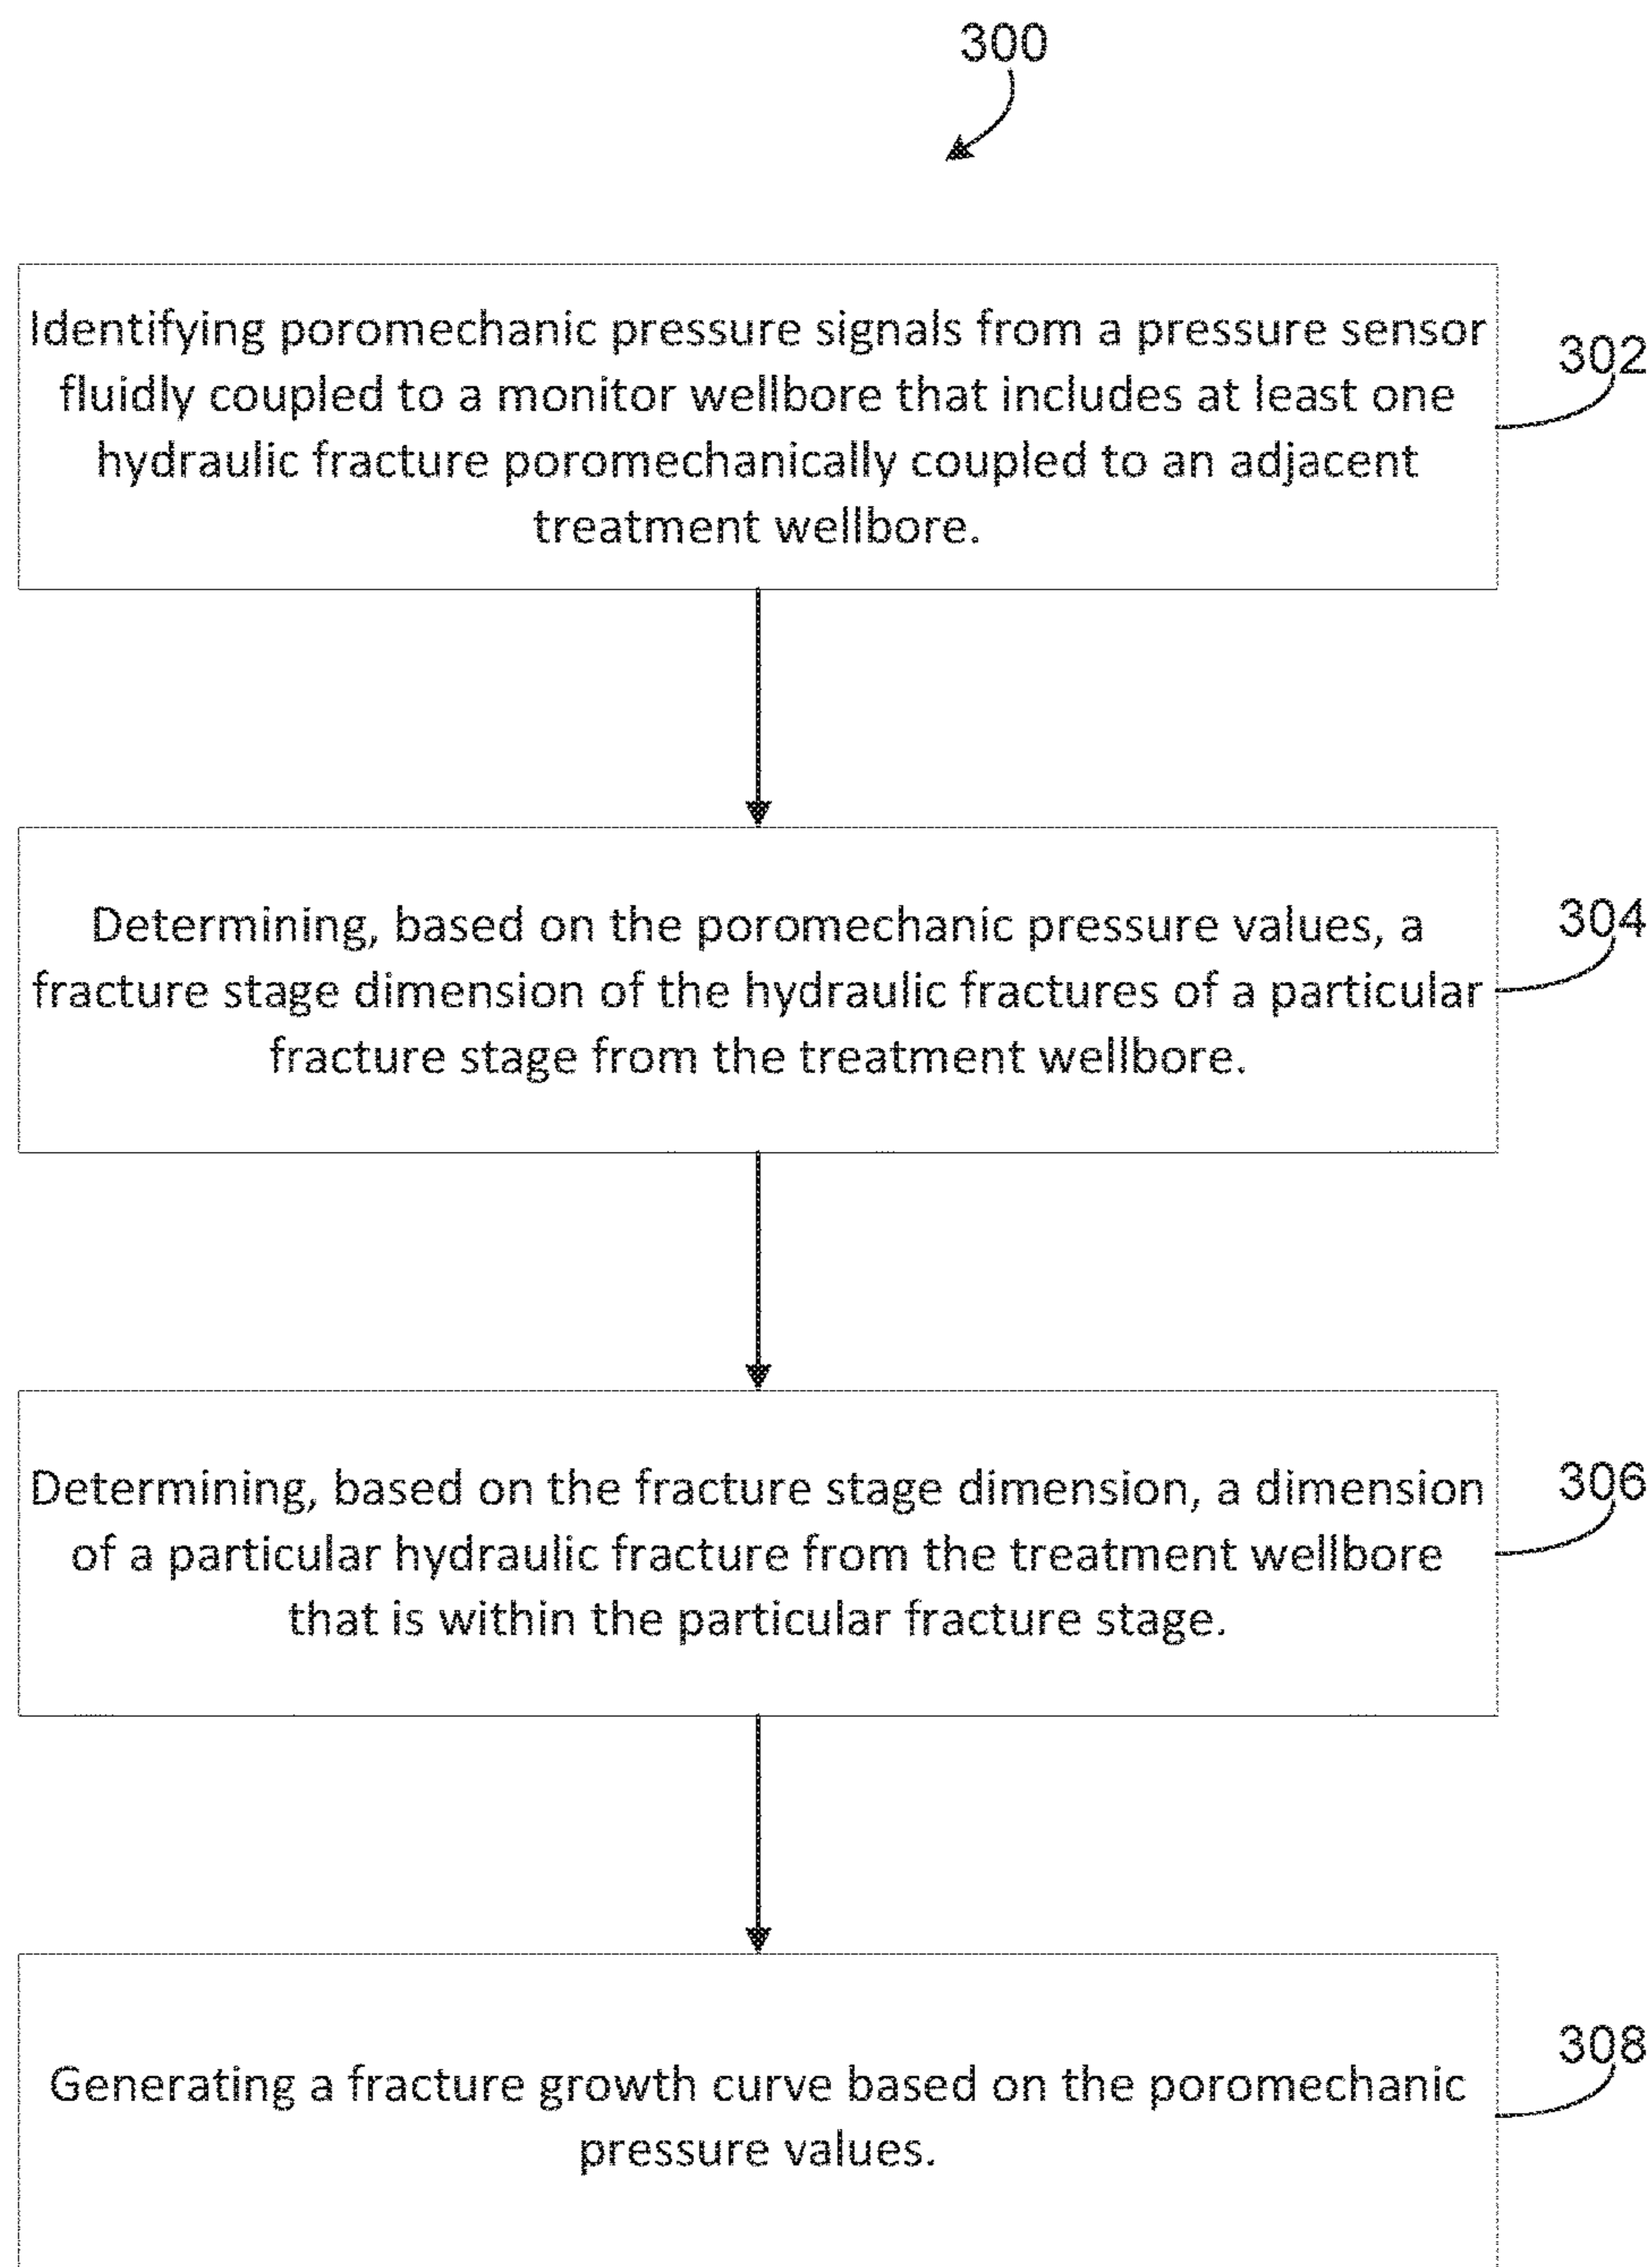 300
Identifying poromechanic pressure signals from a pressure sensor
fluidly coupled to a monitor wellbore that includes at least one
hydraulic fracture poromechanically coupled to an adjacent
treatment wellbore.
302
Determining, based on the poromechanic pressure values, a
fracture stage dimension of the hydraulic fractures of a particular
fracture stage from the treatment wellbore.
304
Determining, based on the fracture stage dimension, a dimension
of a particular hydraulic fracture from the treatment wellbore
that is within the particular fracture stage.
306
Generating a fracture growth curve based on the poromechanic
pressure values.
308